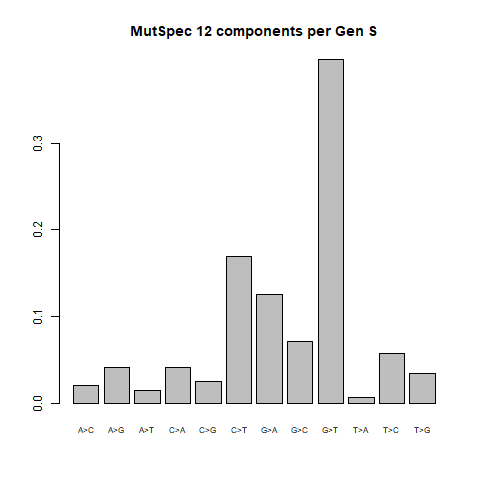 MutSpec 12 components per Gen S
0.3
0.2
0.1
0.0
A>C A>G A>T C>A C>G C>T G>A G>C G>T T>A T>C T>G